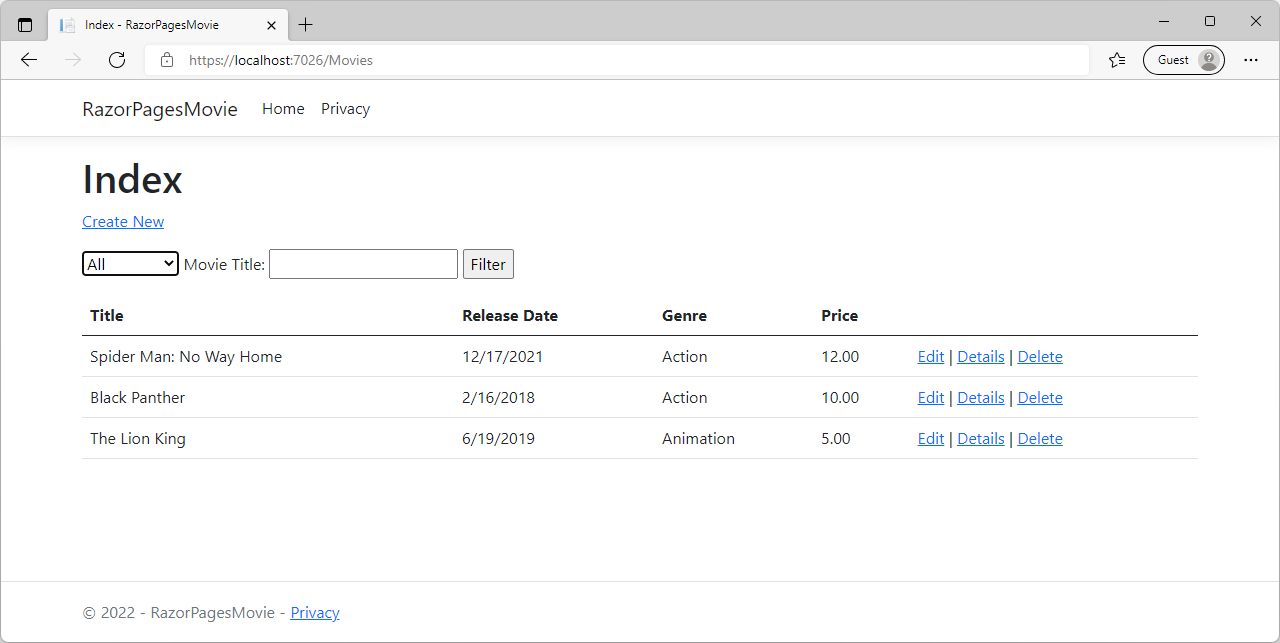 Index - RazorPagesMovie
https://localhost:7026/Movies
Guest
RazorPagesMovie Home Privacy
Index
Create New
All Movie Title: Filter
Title Release Date Genre Price
Spider Man: No Way Home 12/17/2021 Action 12.00 Edit | Details | Delete
Black Panther 2/16/2018 Action 10.00 Edit | Details | Delete
The Lion King 6/19/2019 Animation 5.00 Edit | Details | Delete
© 2022 - RazorPagesMovie - Privacy